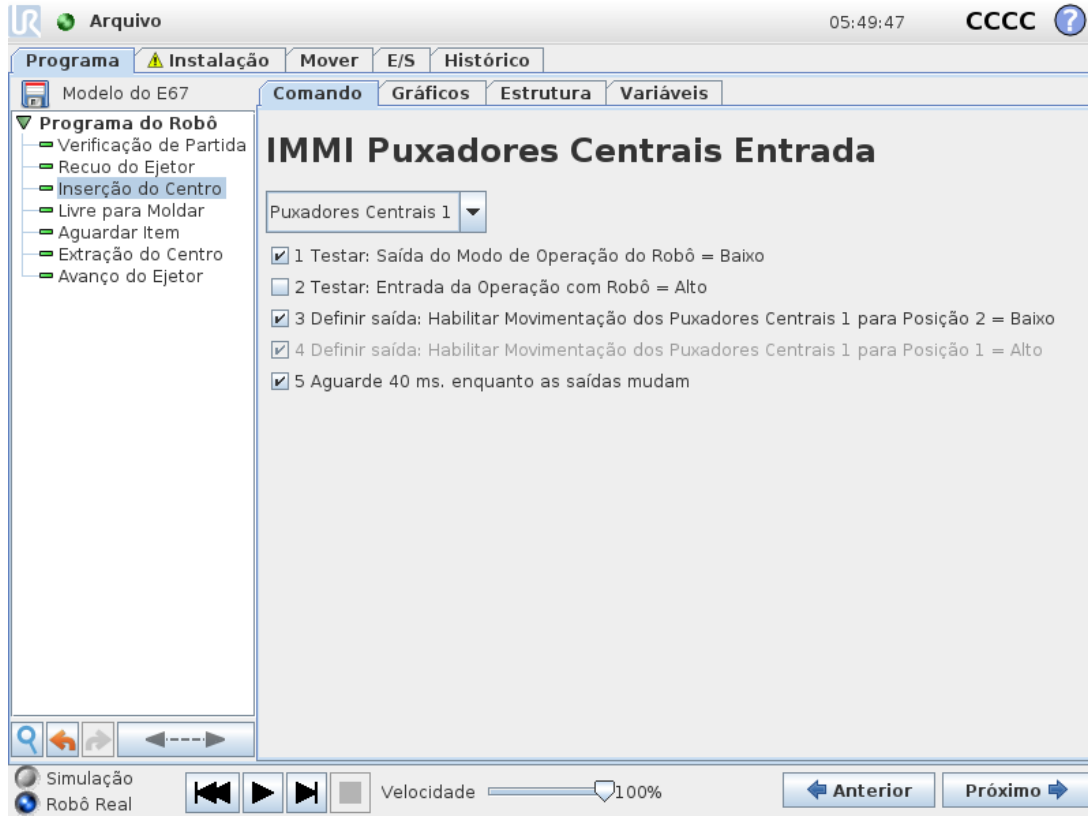 UR Arquivo 05:49:47 CCCC ?
Programa Instalação Mover E/S Histórico
Modelo do E67
Comando Gráficos Estrutura Variáveis
Programa do Robô
Verificação de Partida
Recuo do Ejetor
Inserção do Centro
Livre para Moldar
Aguardar Item
Extração do Centro
Avanço do Ejetor
IMMI Puxadores Centrais Entrada
Puxadores Centrais 1
1 Testar: Saída do Modo de Operação do Robô = Baixo
2 Testar: Entrada da Operação com Robô = Alto
3 Definir saída: Habilitar Movimentação dos Puxadores Centrais 1 para Posição 2 = Baixo
4 Definir saída: Habilitar Movimentação dos Puxadores Centrais 1 para Posição 1 = Alto
5 Aguarde 40 ms. enquanto as saídas mudam
Simulação
Robô Real
Velocidade 100%
Anterior Próximo